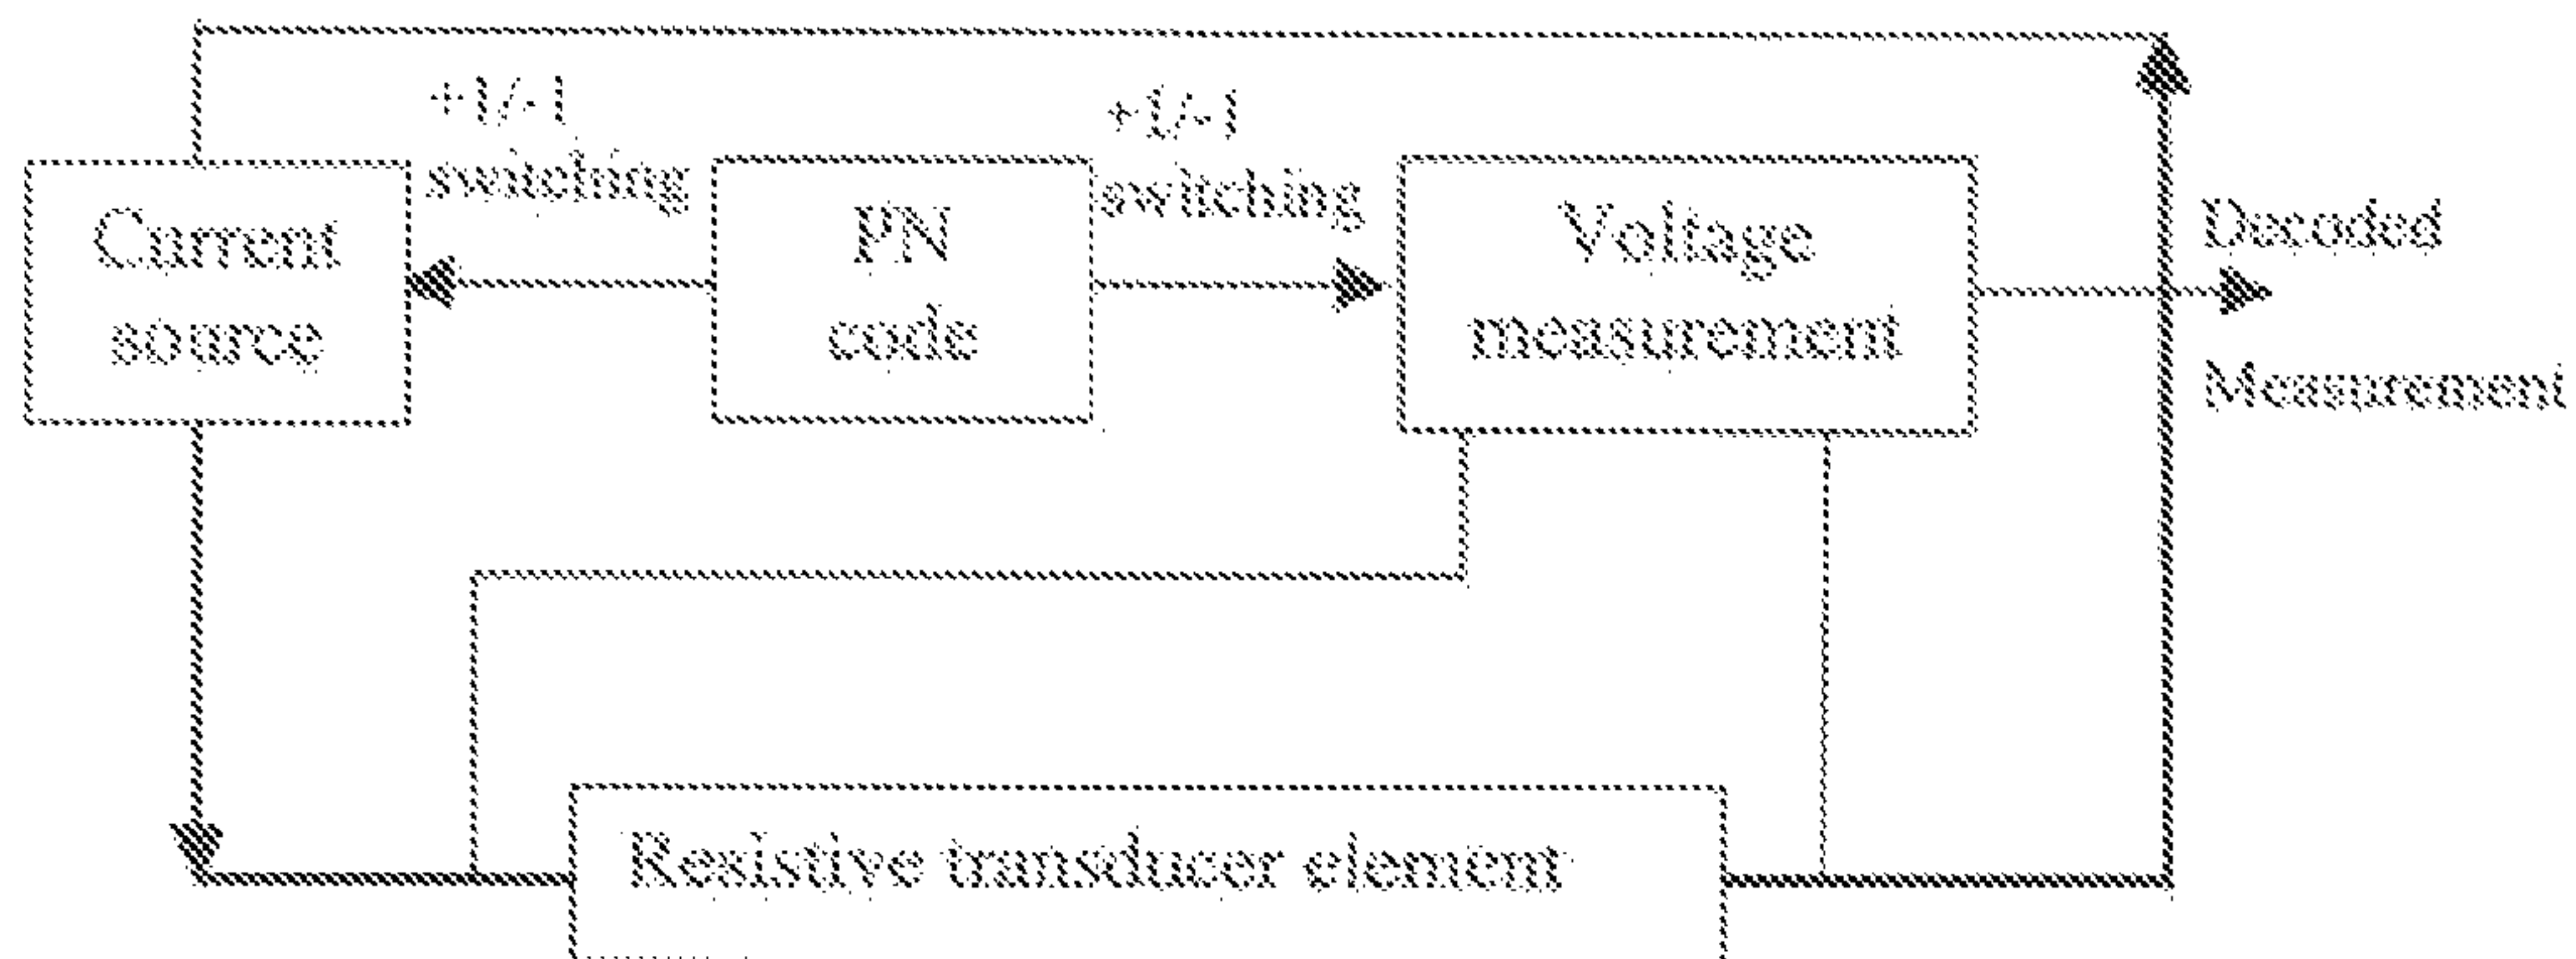 +1/-1
switching
+1/-1
switching
Current
source
PN
code
Voltage
measurement
Decoded
Measurement
Resistive transducer element